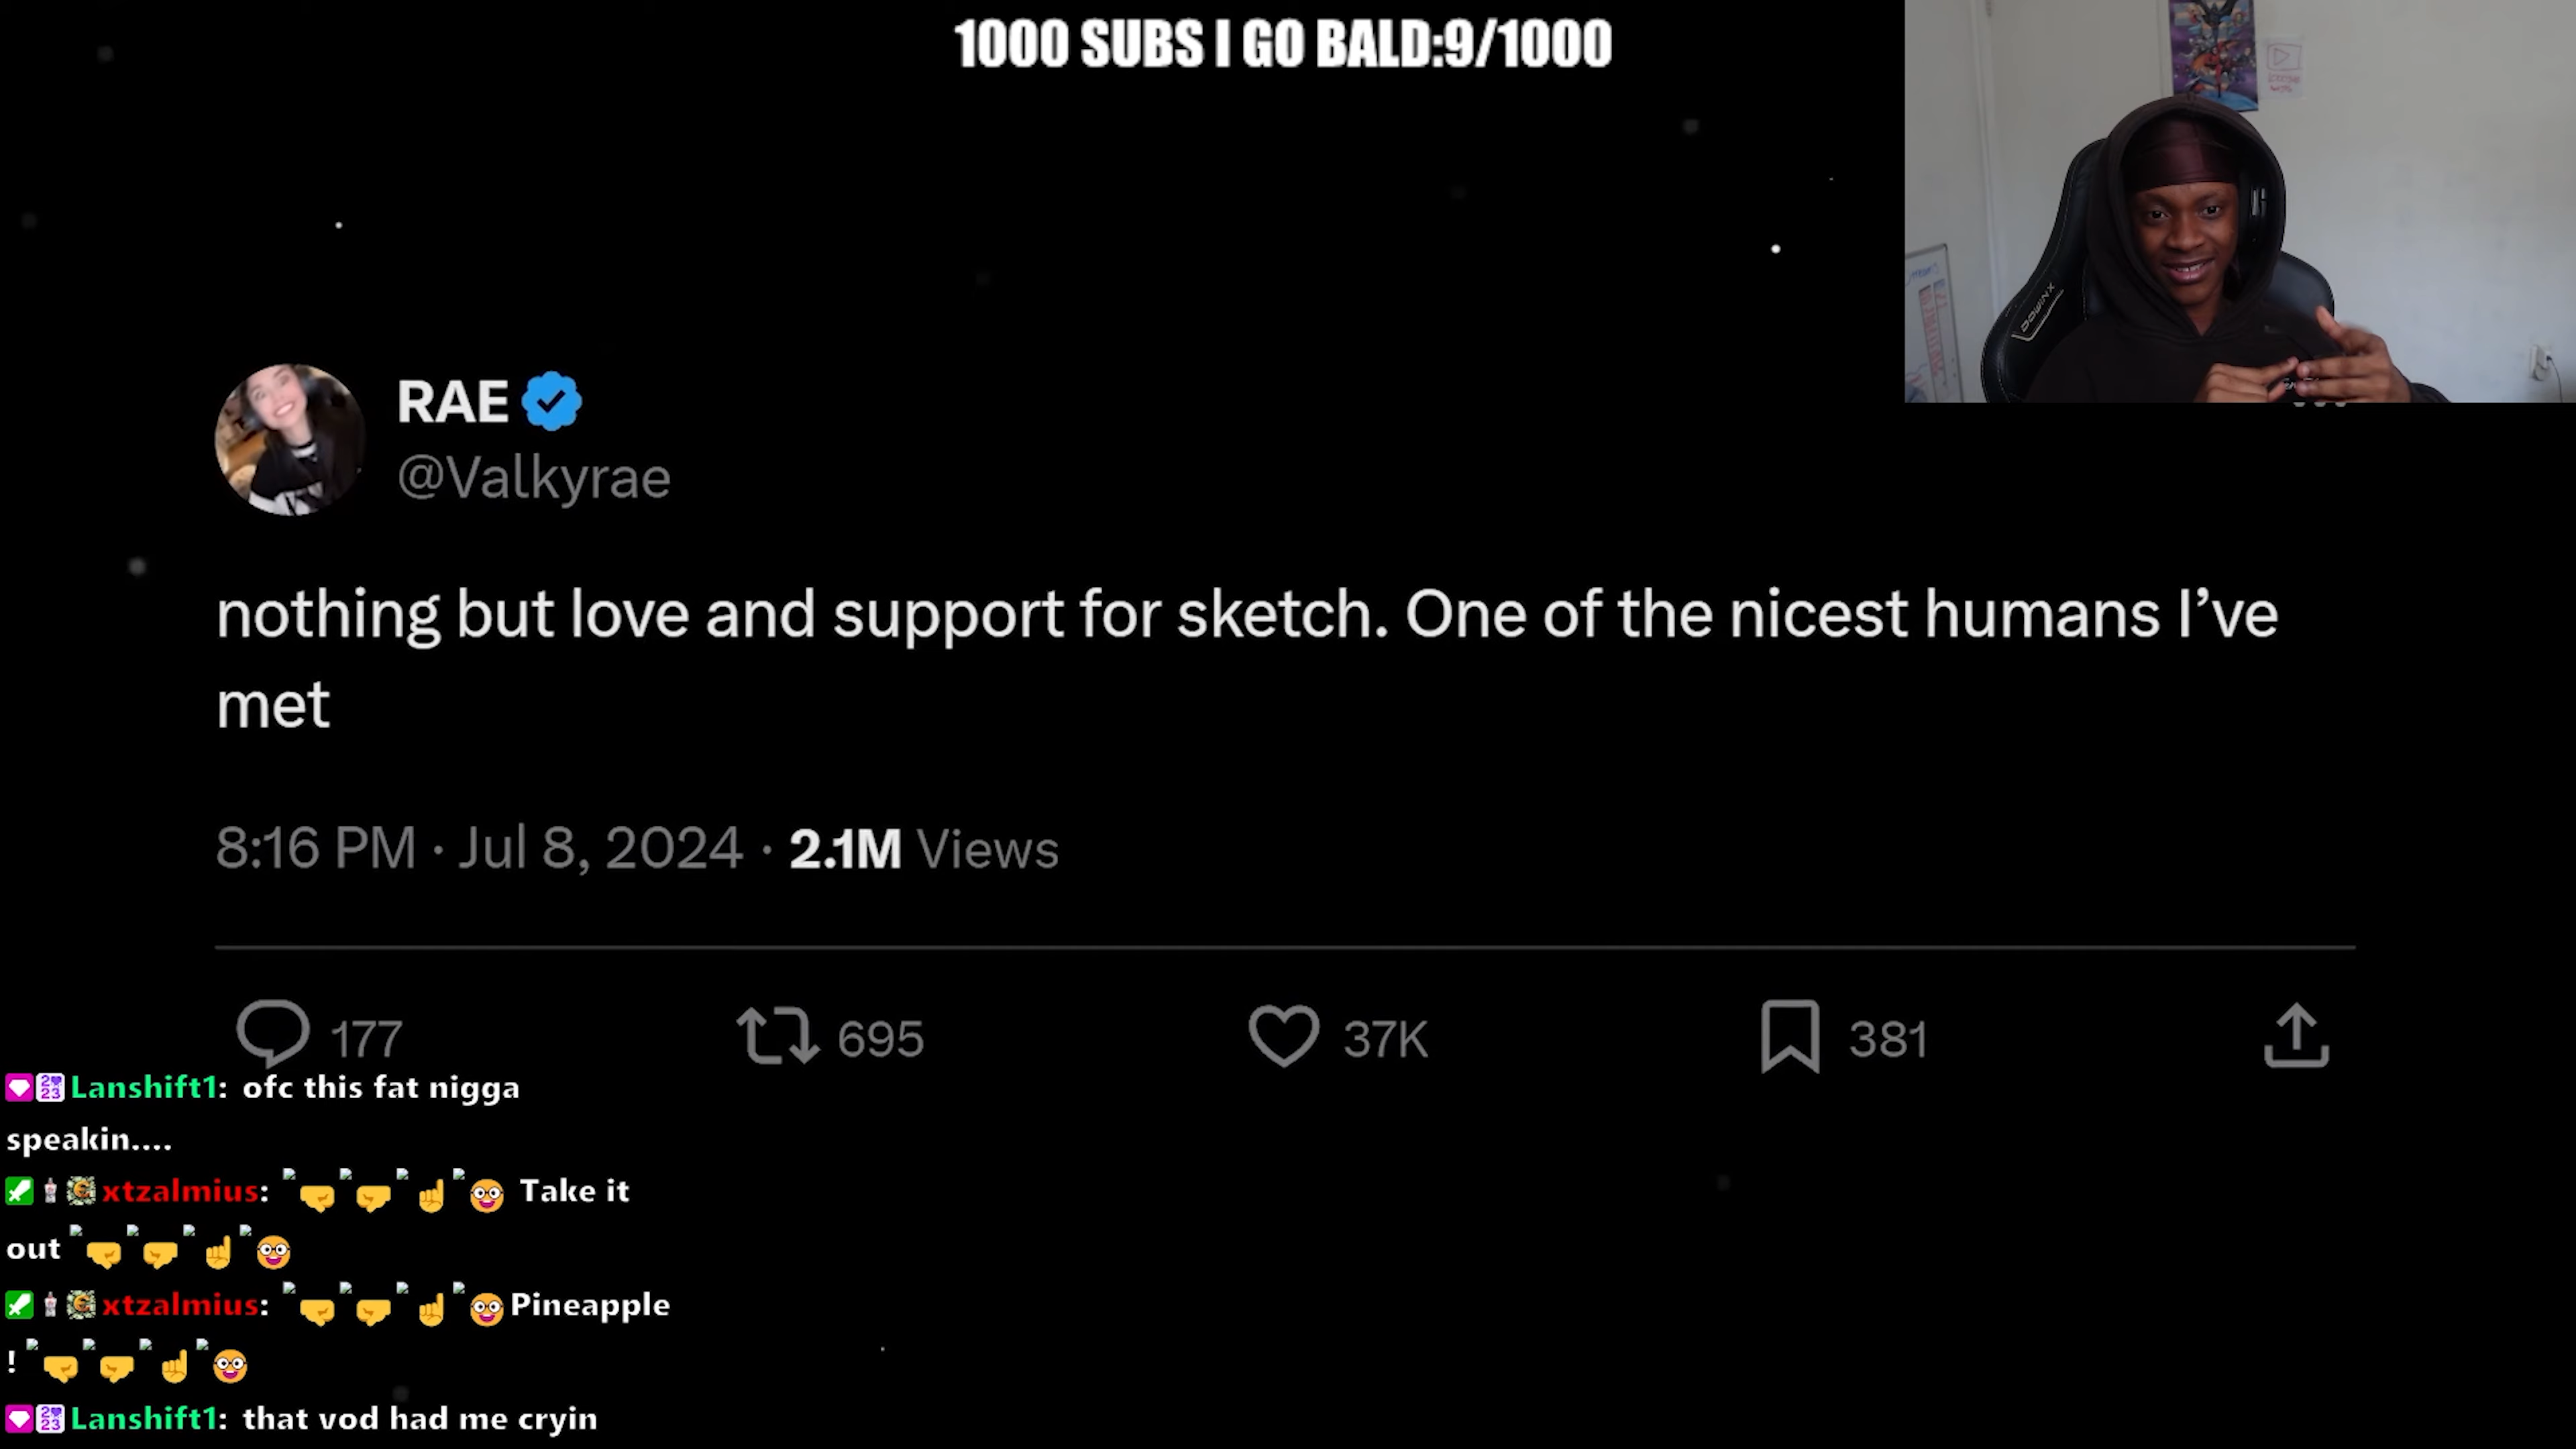 1000 SUBS I GO BALD:9/1000
RAE
@Valkyrae
nothing but love and support for sketch. One of the nicest humans I’ve
met
8:16 PM · Jul 8, 2024 · 2.1M Views
177 695 37K 381
Lanshift1: ofc this fat nigga
speakin....
xtzalmius: 🤜🤛☝️🤓 Take it
out 🤜🤛☝️🤓
xtzalmius: 🤜🤛☝️🤓Pineapple
! 🤜🤛☝️🤓
Lanshift1: that vod had me cryin
DOWINX